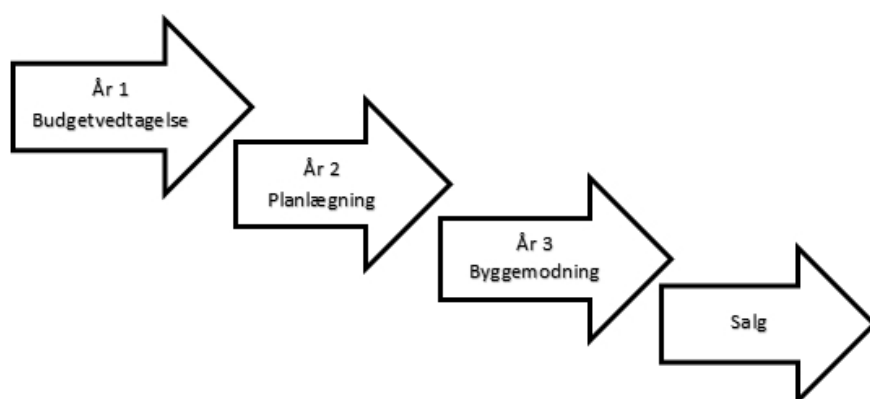 År 1
Budgetvedtagelse
År 2
Planlægning
År 3
Byggemodning
Salg